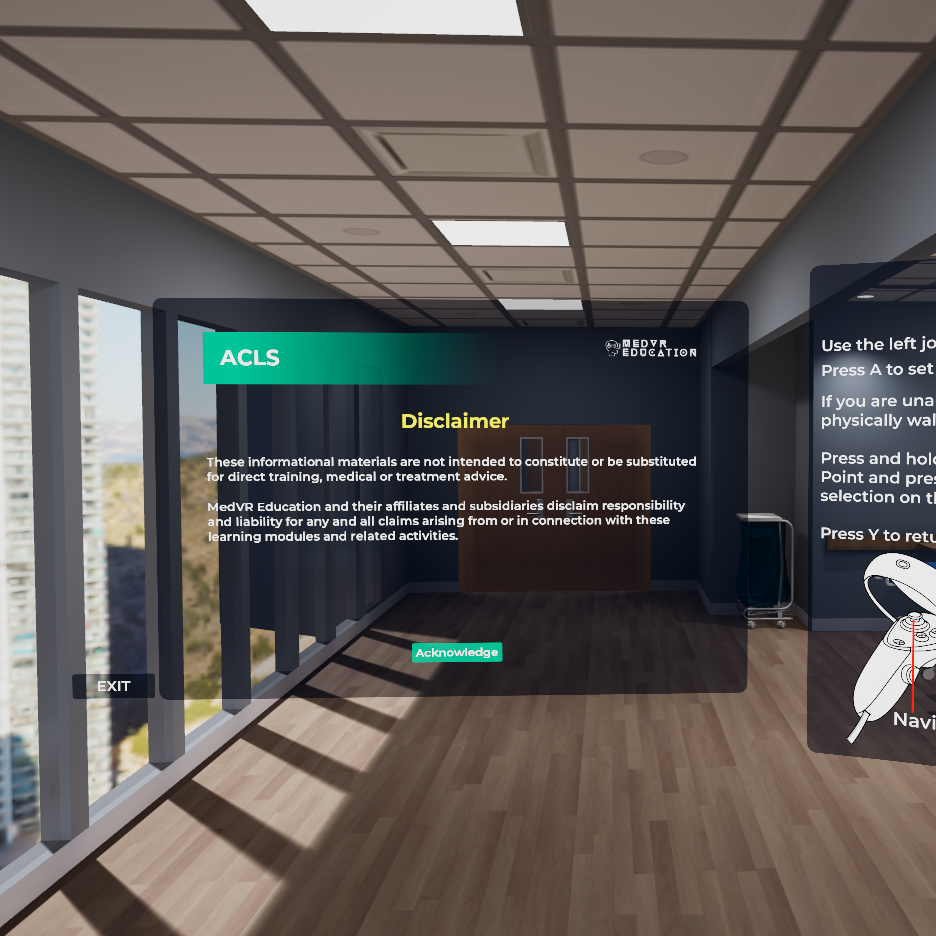 ACLS
MEDVR
EDUCATION
Disclaimer
These informational materials are not intended to constitute or be substituted
for direct training, medical or treatment advice.
MedVR Education and their affiliates and subsidiaries disclaim responsibility
and liability for any and all claims arising from or in connection with these
learning modules and related activities.
Acknowledge
EXIT
Use the left jo
Press A to set
If you are una
physically wal
Press and hol
Point and pres
selection on t
Press Y to retu
Navi